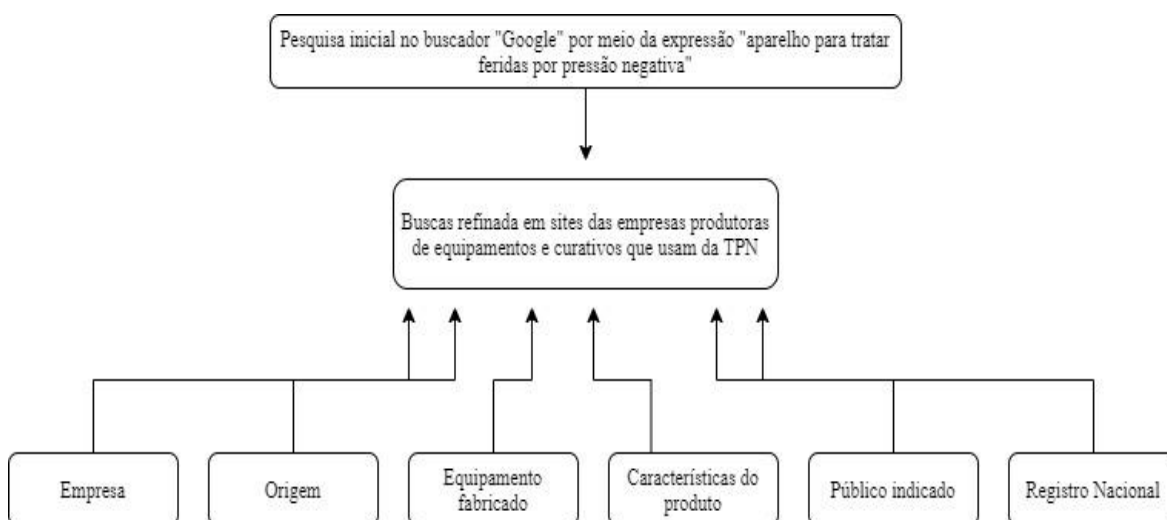 Pesquisa inicial no buscador "Google" por meio da expressão "aparelho para tratar
feridas por pressão negativa"
Buscas refinada em sites das empresas produtoras
de equipamentos e curativos que usam da TPN
Empresa
Origem
Equipamento
fabricado
Características do
produto
Público indicado
Registro Nacional